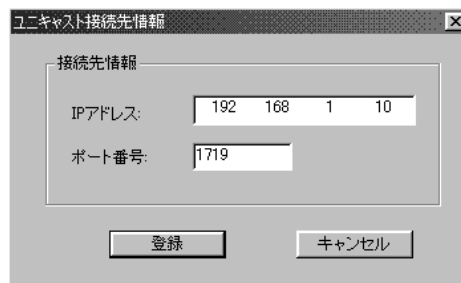 ユニキャスト接続先情報
接続先情報
IPアドレス: 192 168 1 10
ポート番号: 1719
登録 キャンセル